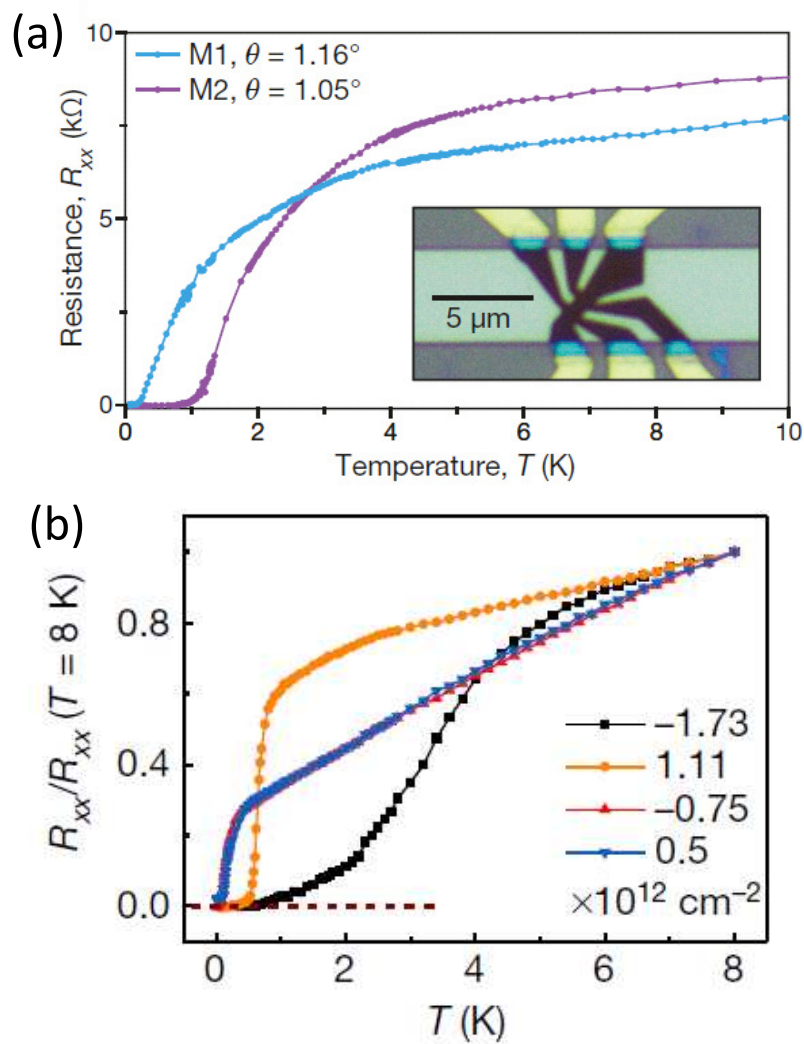 (a)
10
5
0
Resistance, Rxx (kΩ)
M1, θ = 1.16°
M2, θ = 1.05°
5 μm
0 2 4 6 8 10
Temperature, T (K)
(b)
0.8
0.4
0.0
Rxx/Rxx (T = 8 K)
−1.73
1.11
−0.75
0.5
×10¹² cm⁻²
0 2 4 6 8
T (K)